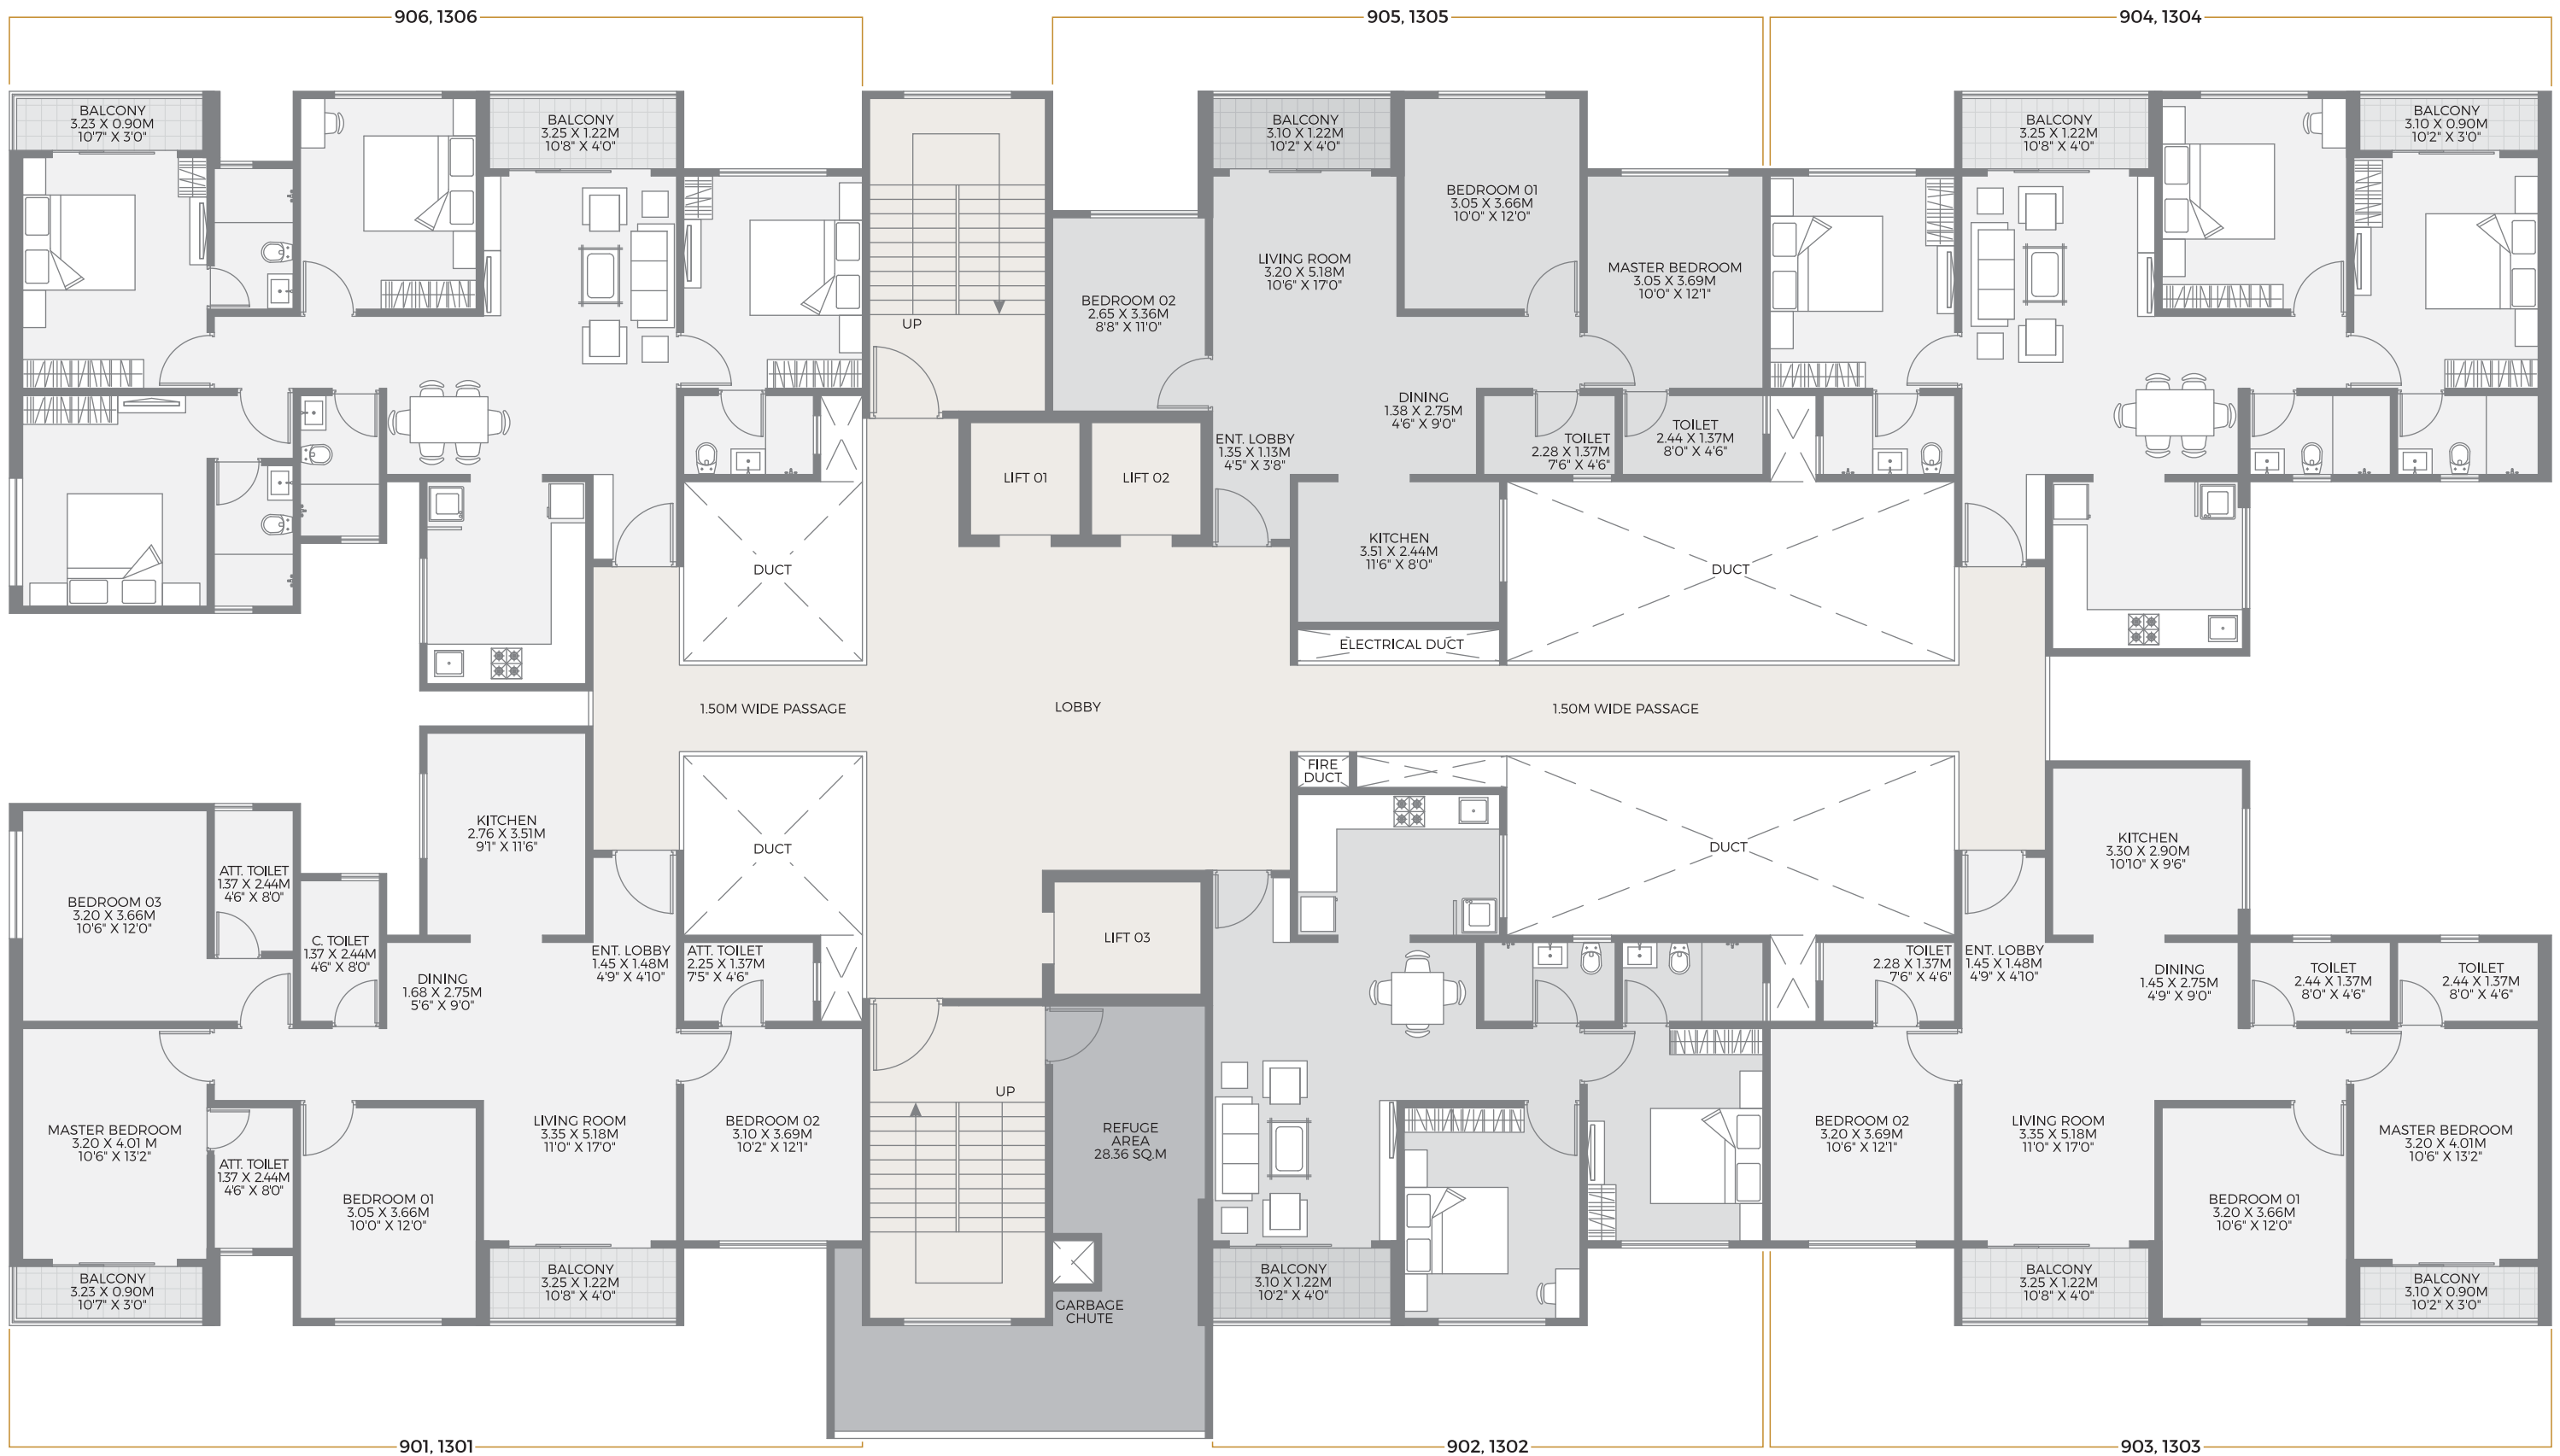 906, 1306
905, 1305
904, 1304
BALCONY
3.23 X 0.90M
10'7" X 3'0"
BALCONY
3.25 X 1.22M
10'8" X 4'0"
BALCONY
3.10 X 1.22M
10'2" X 4'0"
BALCONY
3.25 X 1.22M
10'8" X 4'0"
BALCONY
3.10 X 0.90M
10'2" X 3'0"
BEDROOM 01
3.05 X 3.66M
10'0" X 12'0"
LIVING ROOM
3.20 X 5.18M
10'6" X 17'0"
MASTER BEDROOM
3.05 X 3.69M
10'0" X 12'1"
BEDROOM 02
2.65 X 3.36M
8'8" X 11'0"
UP
DINING
1.38 X 2.75M
4'6" X 9'0"
ENT. LOBBY
1.35 X 1.13M
4'5" X 3'8"
TOILET
2.28 X 1.37M
7'6" X 4'6"
TOILET
2.44 X 1.37M
8'0" X 4'6"
LIFT 01
LIFT 02
KITCHEN
3.51 X 2.44M
11'6" X 8'0"
DUCT
DUCT
ELECTRICAL DUCT
1.50M WIDE PASSAGE
LOBBY
1.50M WIDE PASSAGE
FIRE
DUCT
KITCHEN
2.76 X 3.51M
9'1" X 11'6"
DUCT
DUCT
KITCHEN
3.30 X 2.90M
10'10" X 9'6"
BEDROOM 03
3.20 X 3.66M
10'6" X 12'0"
ATT. TOILET
1.37 X 2.44M
4'6" X 8'0"
C. TOILET
1.37 X 2.44M
4'6" X 8'0"
DINING
1.68 X 2.75M
5'6" X 9'0"
ENT. LOBBY
1.45 X 1.48M
4'9" X 4'10"
ATT. TOILET
2.25 X 1.37M
7'5" X 4'6"
LIFT 03
TOILET
2.28 X 1.37M
7'6" X 4'6"
ENT. LOBBY
1.45 X 1.48M
4'9" X 4'10"
DINING
1.45 X 2.75M
4'9" X 9'0"
TOILET
2.44 X 1.37M
8'0" X 4'6"
TOILET
2.44 X 1.37M
8'0" X 4'6"
UP
MASTER BEDROOM
3.20 X 4.01 M
10'6" X 13'2"
ATT. TOILET
1.37 X 2.44M
4'6" X 8'0"
BEDROOM 01
3.05 X 3.66M
10'0" X 12'0"
LIVING ROOM
3.35 X 5.18M
11'0" X 17'0"
BEDROOM 02
3.10 X 3.69M
10'2" X 12'1"
REFUGE
AREA
28.36 SQ.M
BEDROOM 02
3.20 X 3.69M
10'6" X 12'1"
LIVING ROOM
3.35 X 5.18M
11'0" X 17'0"
BEDROOM 01
3.20 X 3.66M
10'6" X 12'0"
MASTER BEDROOM
3.20 X 4.01M
10'6" X 13'2"
BALCONY
3.23 X 0.90M
10'7" X 3'0"
BALCONY
3.25 X 1.22M
10'8" X 4'0"
GARBAGE
CHUTE
BALCONY
3.10 X 1.22M
10'2" X 4'0"
BALCONY
3.25 X 1.22M
10'8" X 4'0"
BALCONY
3.10 X 0.90M
10'2" X 3'0"
901, 1301
902, 1302
903, 1303